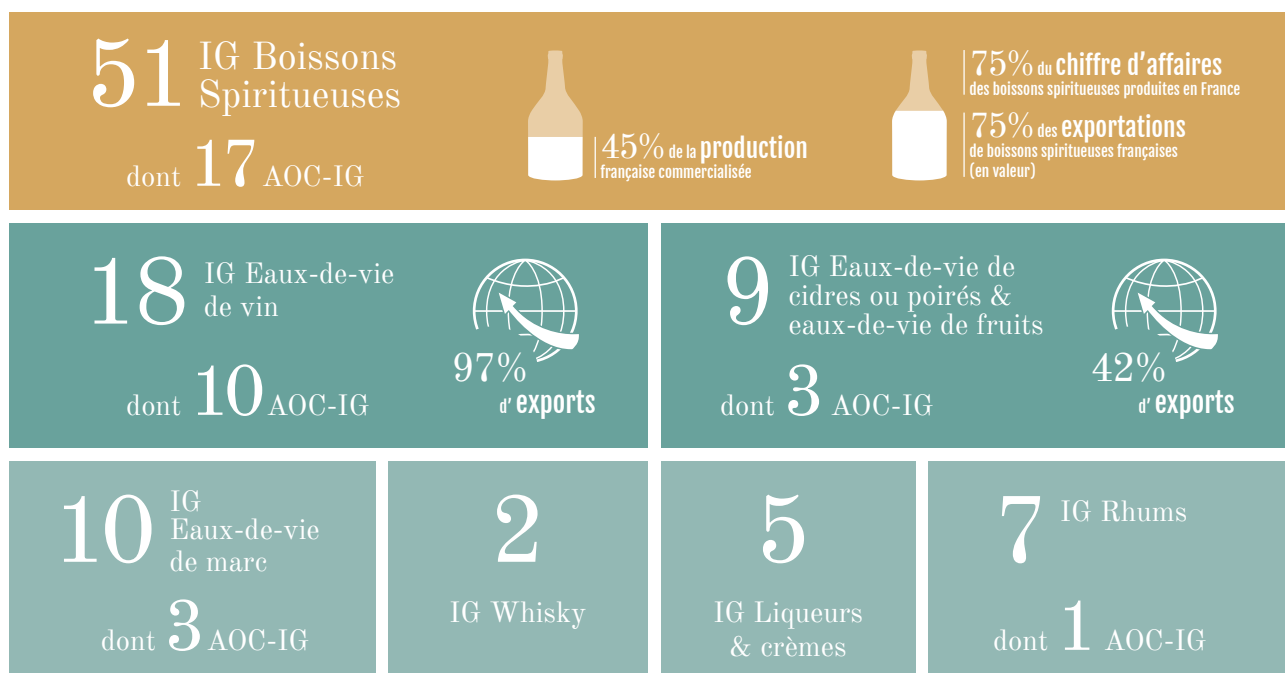 51 IG Boissons
Spiritueuses
dont 17 AOC-IG
45% de la production
française commercialisée
75% du chiffre d'affaires
des boissons spiritueuses produites en France
75% des exportations
de boissons spiritueuses françaises
(en valeur)
18 IG Eaux-de-vie
de vin
dont 10 AOC-IG
97%
d' exports
9 IG Eaux-de-vie de
cidres ou poirés &
eaux-de-vie de fruits
dont 3 AOC-IG
42%
d' exports
10 IG
Eaux-de-vie
de marc
dont 3 AOC-IG
2
IG Whisky
5
IG Liqueurs
& crèmes
7 IG Rhums
dont 1 AOC-IG